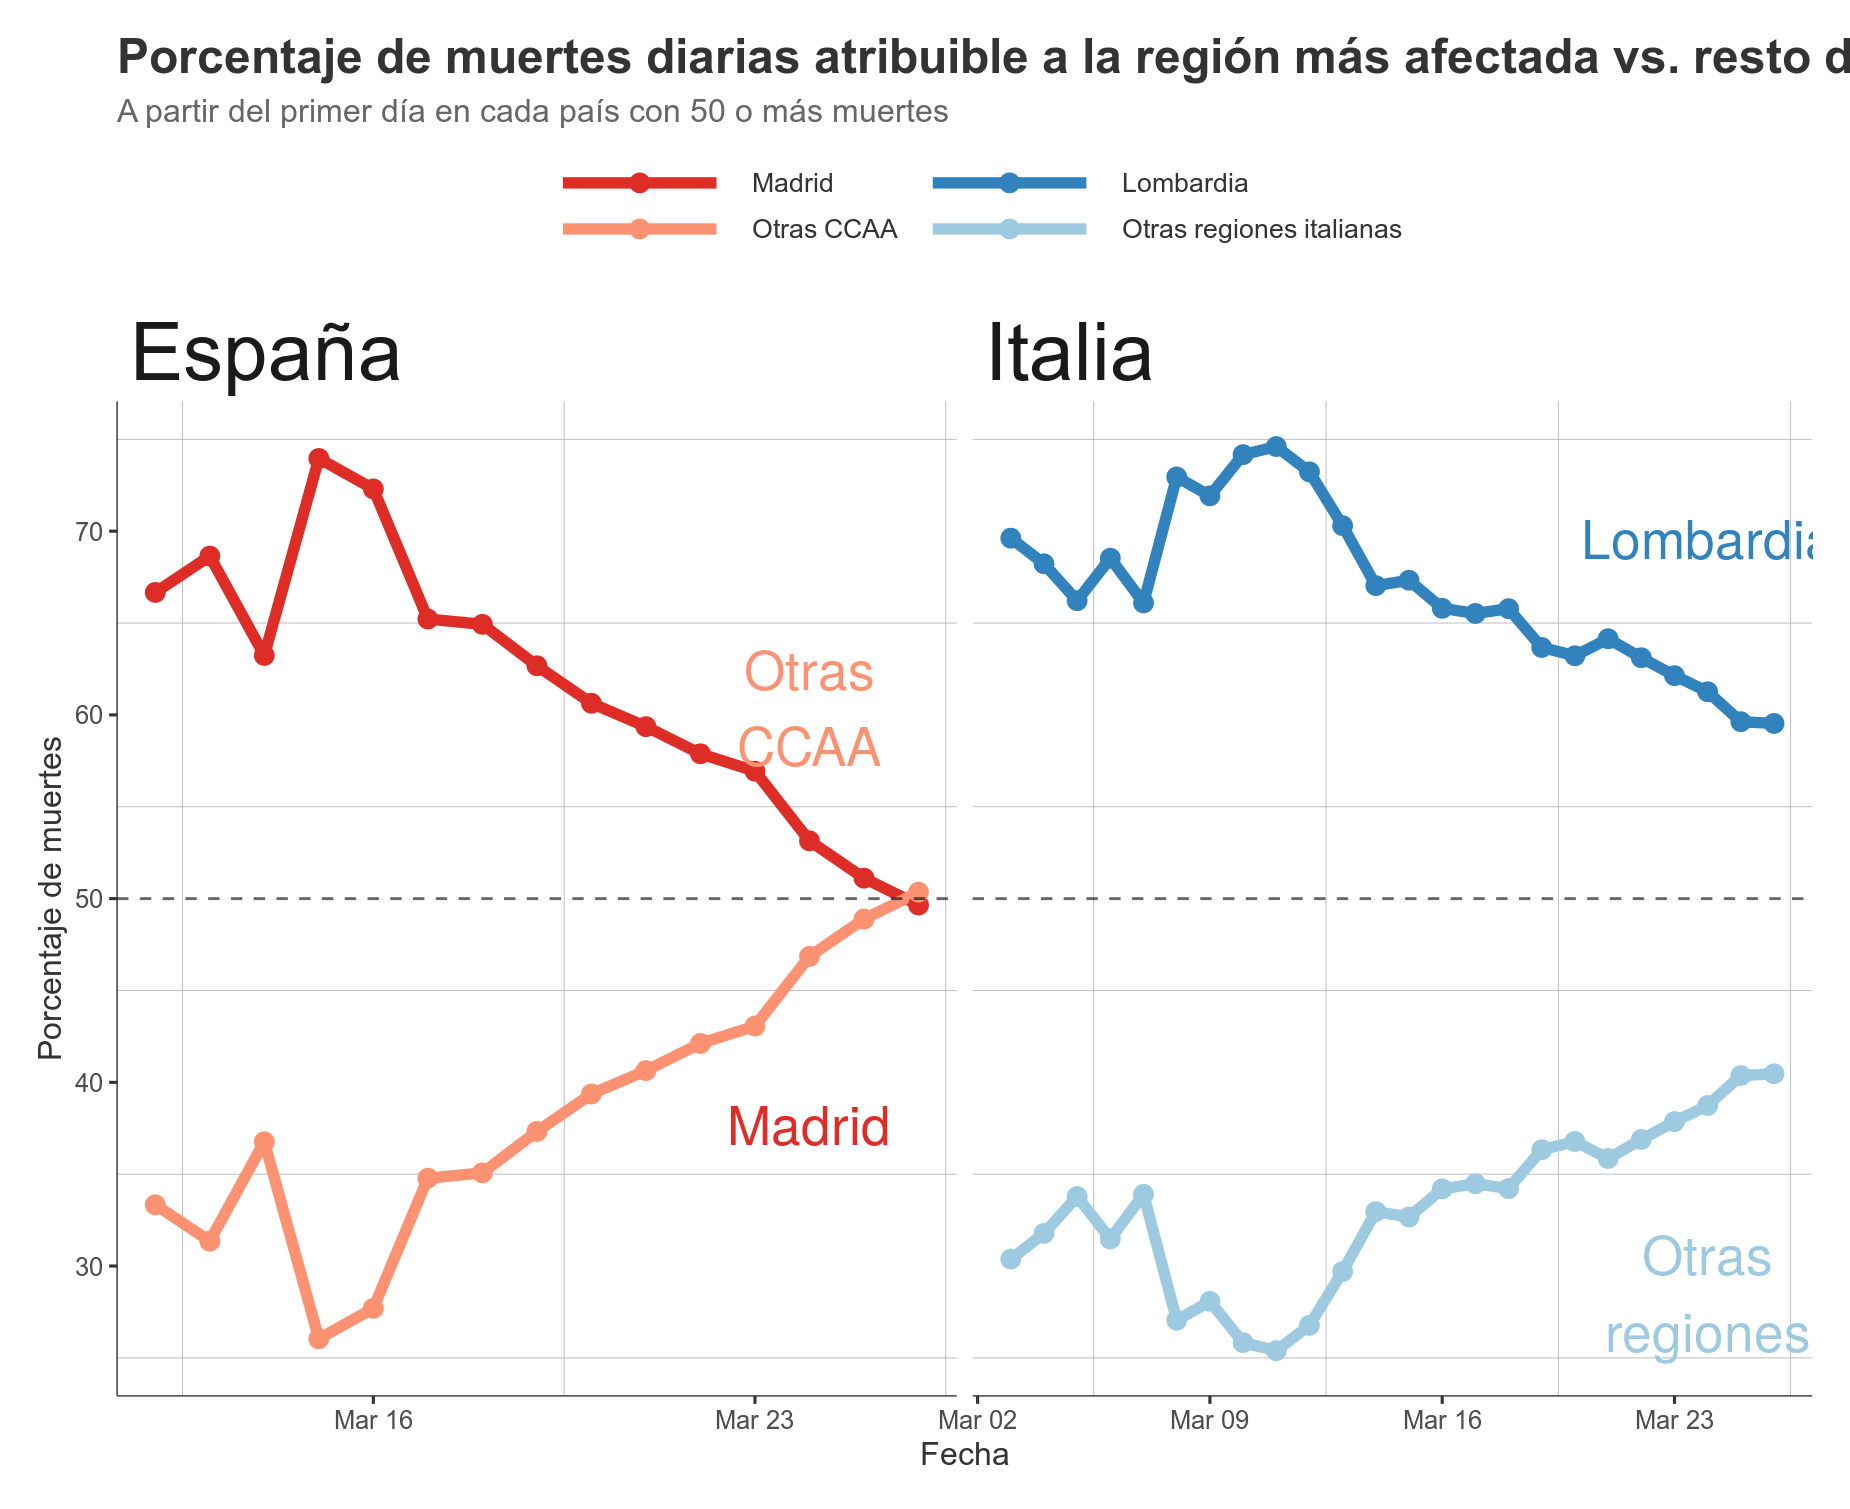 Porcentaje de muertes diarias atribuible a la región más afectada vs. resto d
A partir del primer día en cada país con 50 o más muertes
Madrid
Lombardia
Otras CCAA
Otras regiones italianas
España
Italia
70
60
50
40
30
Porcentaje de muertes
Otras
CCAA
Madrid
Lombardia
Otras
regiones
Mar 16
Mar 23
Mar 02
Mar 09
Mar 16
Mar 23
Fecha